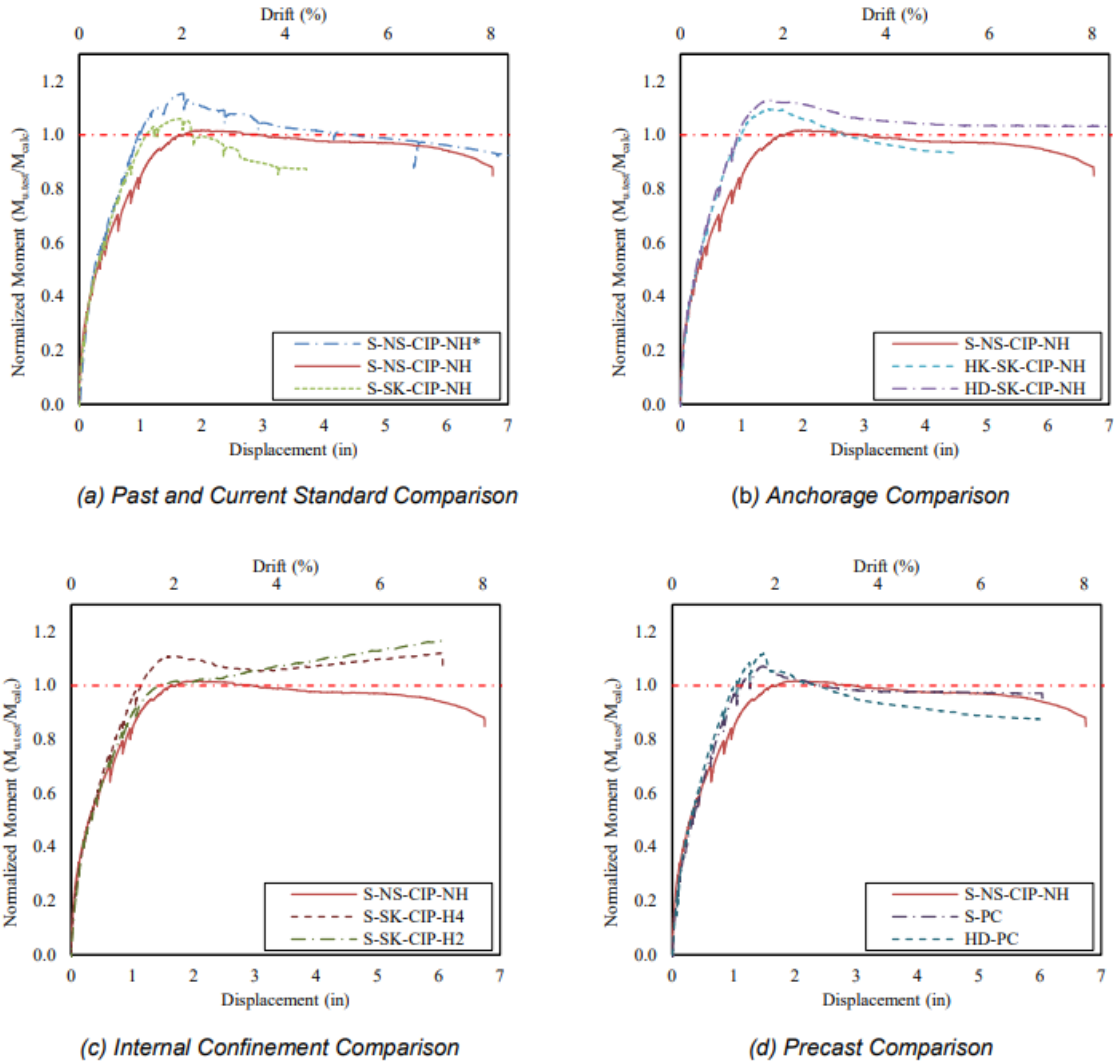 Drift (%)
0 2 4 6 8
Normalized Moment (Mu.test/Mcalc)
1.2
1.0
0.8
0.6
0.4
0.2
0.0
S-NS-CIP-NH*
S-NS-CIP-NH
S-SK-CIP-NH
0 1 2 3 4 5 6 7
Displacement (in)
(a) Past and Current Standard Comparison
Drift (%)
0 2 4 6 8
Normalized Moment (Mu.test/Mcalc)
1.2
1.0
0.8
0.6
0.4
0.2
0.0
S-NS-CIP-NH
HK-SK-CIP-NH
HD-SK-CIP-NH
0 1 2 3 4 5 6 7
Displacement (in)
(b) Anchorage Comparison
Drift (%)
0 2 4 6 8
Normalized Moment (Mu.test/Mcalc)
1.2
1.0
0.8
0.6
0.4
0.2
0.0
S-NS-CIP-NH
S-SK-CIP-H4
S-SK-CIP-H2
0 1 2 3 4 5 6 7
Displacement (in)
(c) Internal Confinement Comparison
Drift (%)
0 2 4 6 8
Normalized Moment (Mu.test/Mcalc)
1.2
1.0
0.8
0.6
0.4
0.2
0.0
S-NS-CIP-NH
S-PC
HD-PC
0 1 2 3 4 5 6 7
Displacement (in)
(d) Precast Comparison